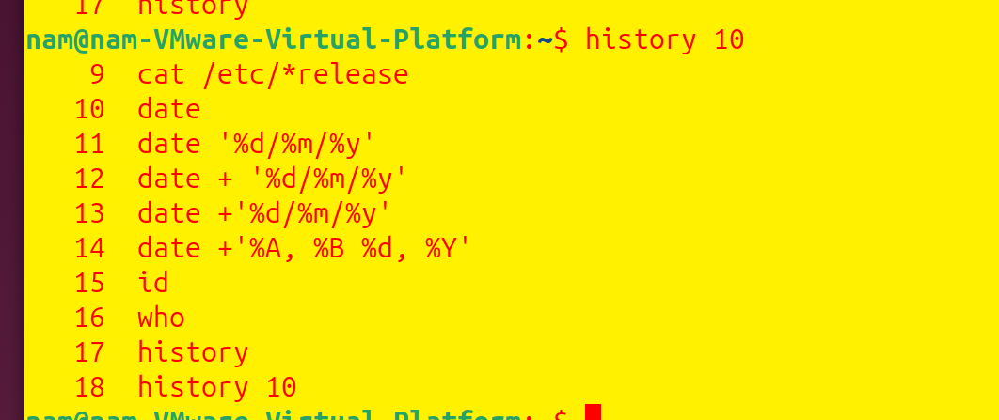 17 history
nam@nam-VMware-Virtual-Platform:~$ history 10
9 cat /etc/*release
10 date
11 date '%d/%m/%y'
12 date + '%d/%m/%y'
13 date +'%d/%m/%y'
14 date +'%A, %B %d, %Y'
15 id
16 who
17 history
18 history 10
nam@nam-VMware-Virtual-Platform:~$